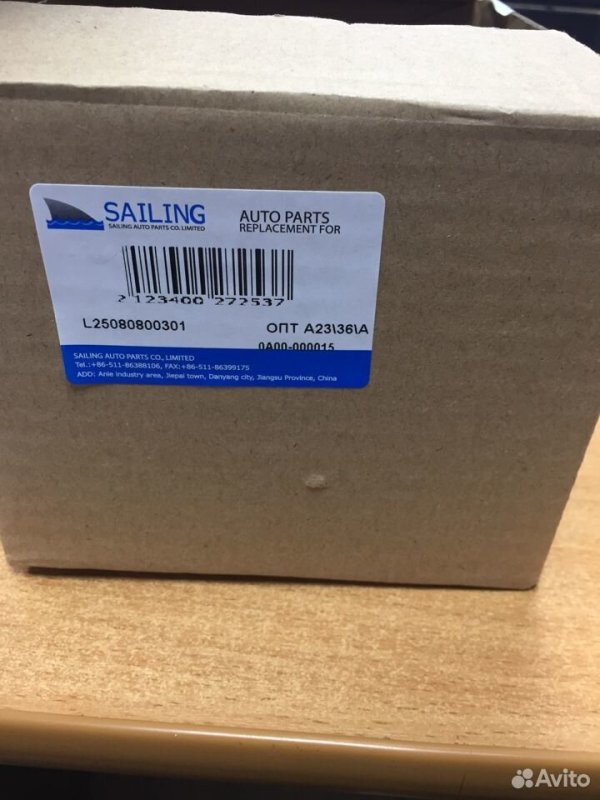 SAILING
SAILING AUTO PARTS CO. LIMITED
AUTO PARTS
REPLACEMENT FOR
2 123400 272537
L25080800301
ОПТ А23\36\А
0А00-000015
SAILING AUTO PARTS CO., LIMITED
Tel.:+86-511-86388106, FAX:+86-511-86399175
ADD: Anle industry area, Jiepai town, Danyang city, Jiangsu Province, China
Avito